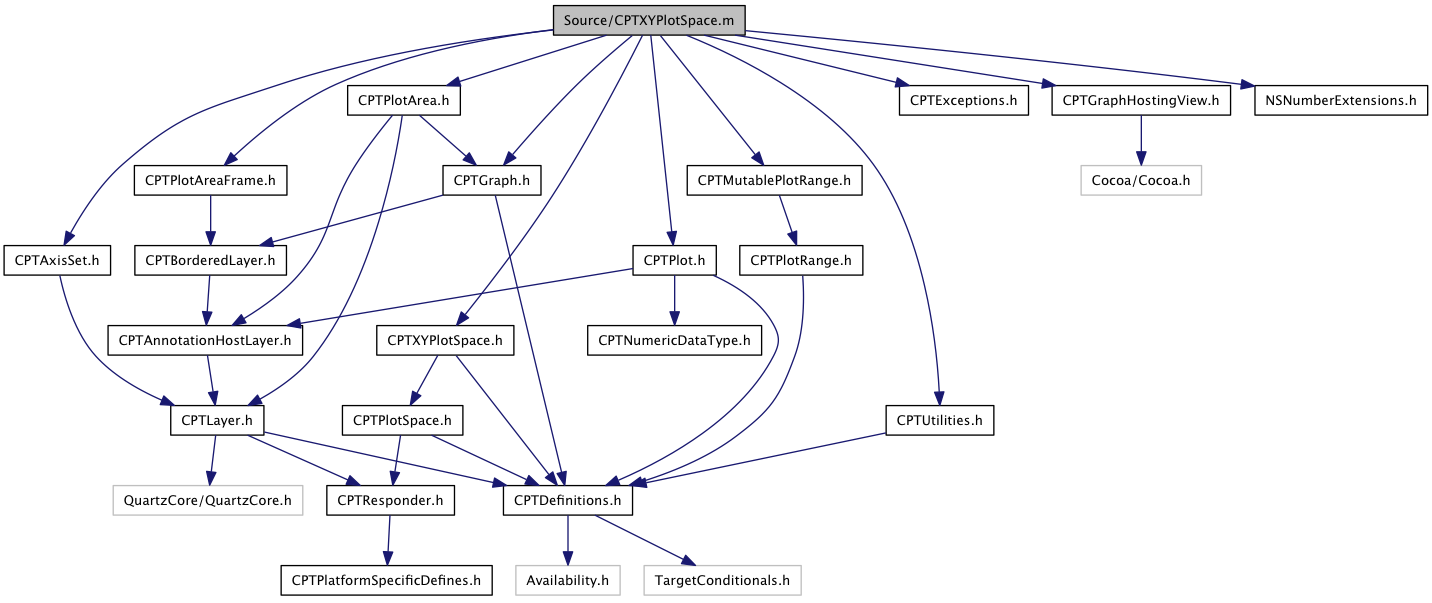 Source/CPTXYPlotSpace.m
CPTPlotArea.h
CPTExceptions.h
CPTGraphHostingView.h
NSNumberExtensions.h
CPTPlotAreaFrame.h
CPTGraph.h
CPTMutablePlotRange.h
Cocoa/Cocoa.h
CPTAxisSet.h
CPTBorderedLayer.h
CPTPlot.h
CPTPlotRange.h
CPTAnnotationHostLayer.h
CPTXYPlotSpace.h
CPTNumericDataType.h
CPTLayer.h
CPTPlotSpace.h
CPTUtilities.h
QuartzCore/QuartzCore.h
CPTResponder.h
CPTDefinitions.h
CPTPlatformSpecificDefines.h
Availability.h
TargetConditionals.h